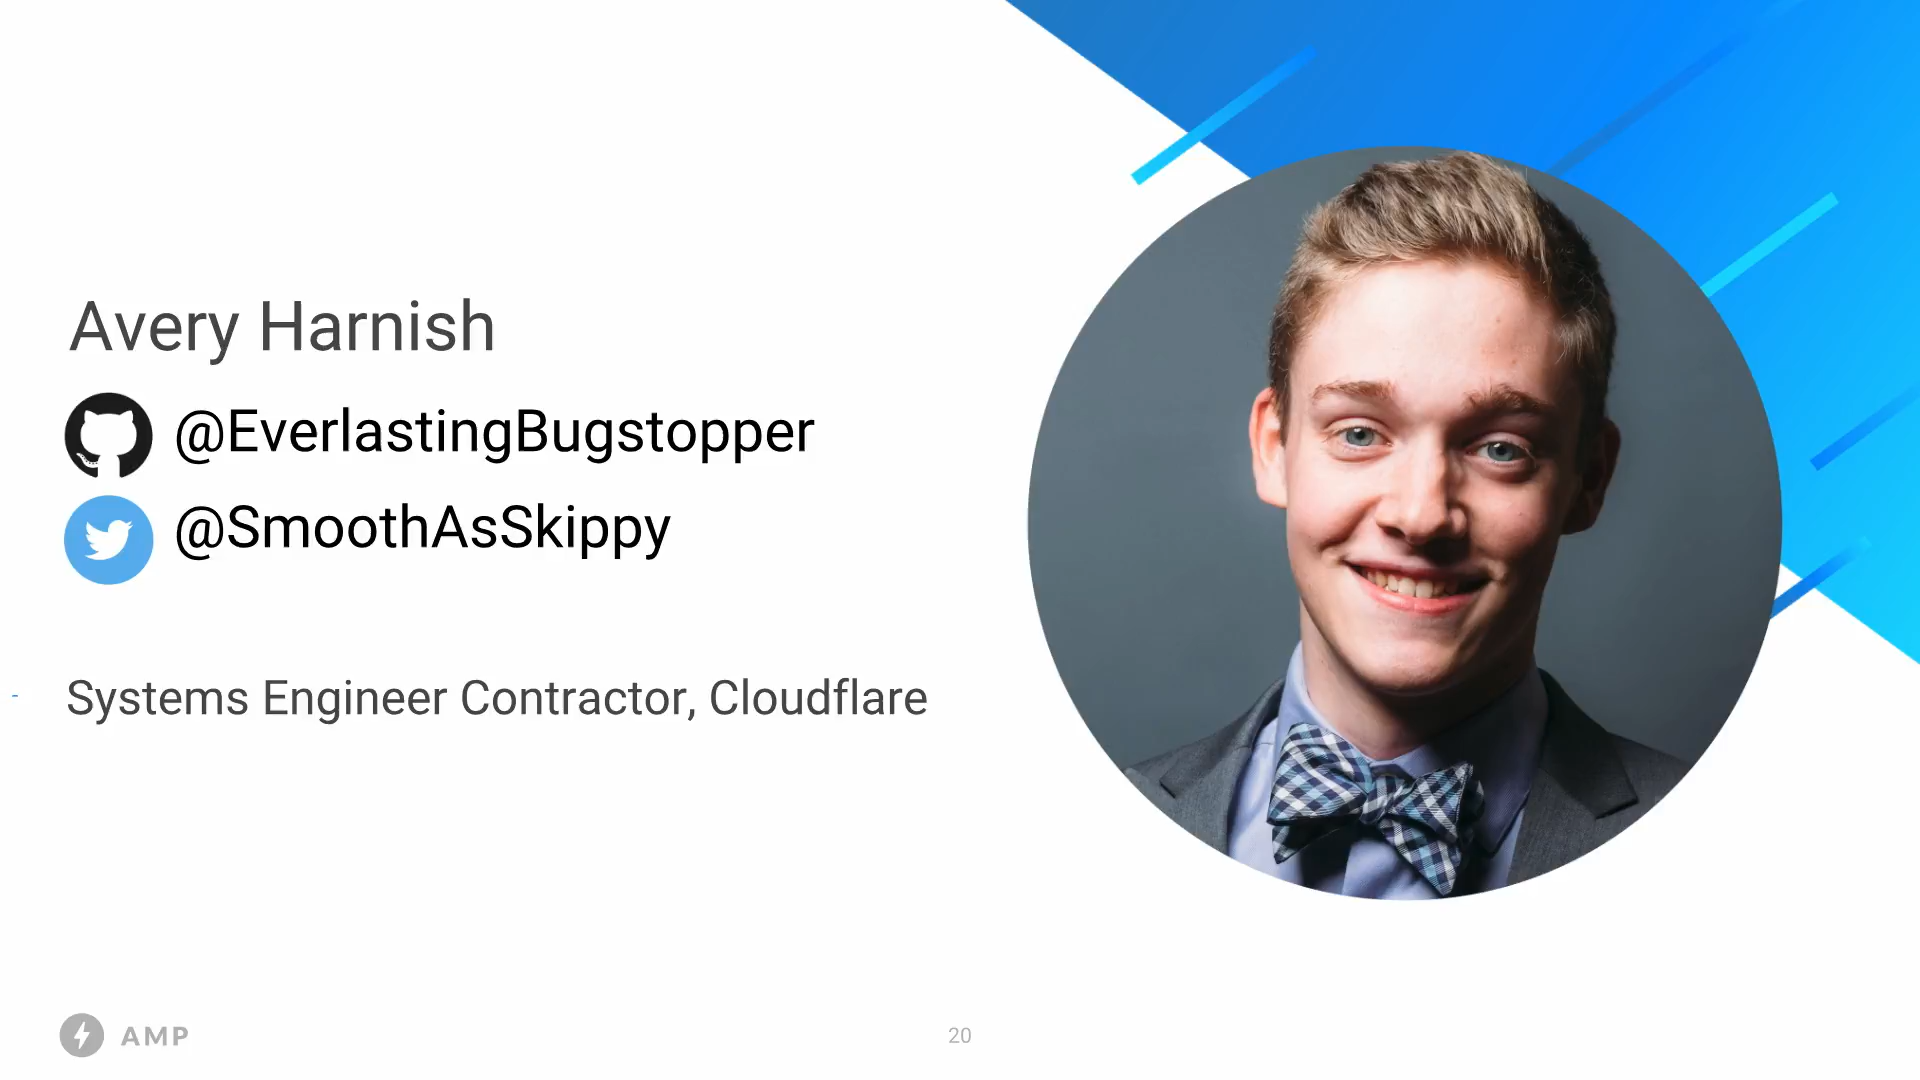 Avery Harnish
@EverlastingBugstopper
@SmoothAsSkippy
Systems Engineer Contractor, Cloudflare
AMP
20